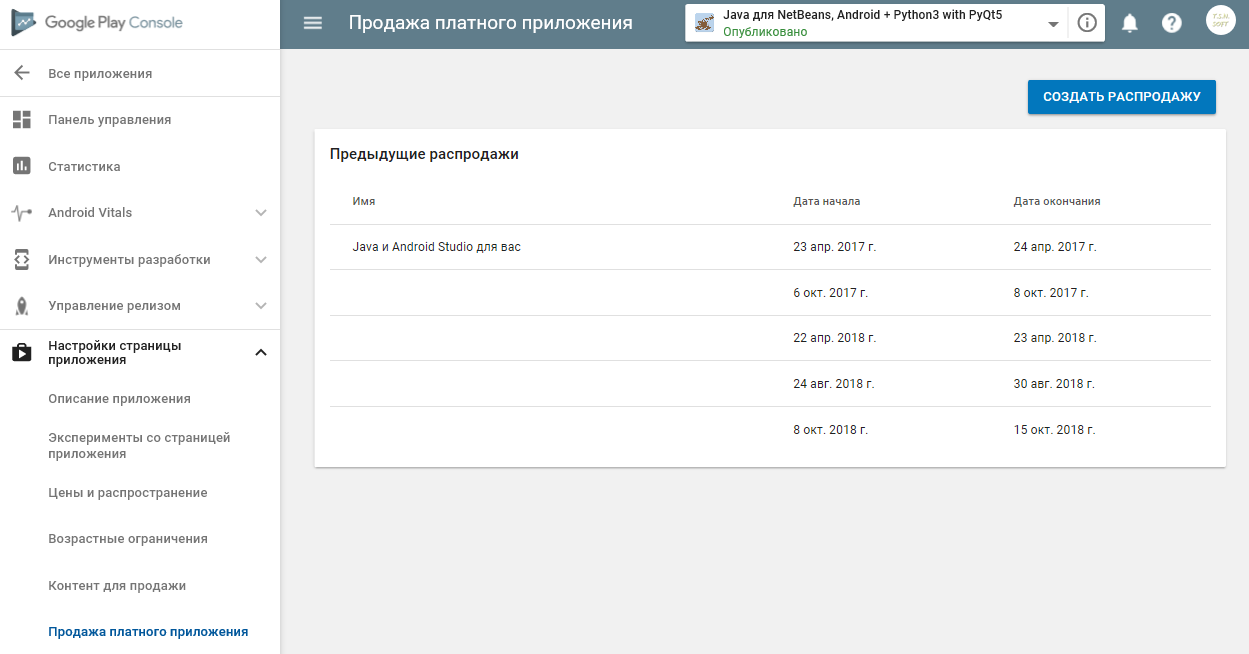 Google Play Console
Продажа платного приложения
Java для NetBeans, Android + Python3 with PyQt5
Опубликовано
Все приложения
Панель управления
Статистика
Android Vitals
Инструменты разработки
Управление релизом
Настройки страницы
приложения
Описание приложения
Эксперименты со страницей
приложения
Цены и распространение
Возрастные ограничения
Контент для продажи
Продажа платного приложения
СОЗДАТЬ РАСПРОДАЖУ
Предыдущие распродажи
Имя Дата начала Дата окончания
Java и Android Studio для вас 23 апр. 2017 г. 24 апр. 2017 г.
6 окт. 2017 г. 8 окт. 2017 г.
22 апр. 2018 г. 23 апр. 2018 г.
24 авг. 2018 г. 30 авг. 2018 г.
8 окт. 2018 г. 15 окт. 2018 г.